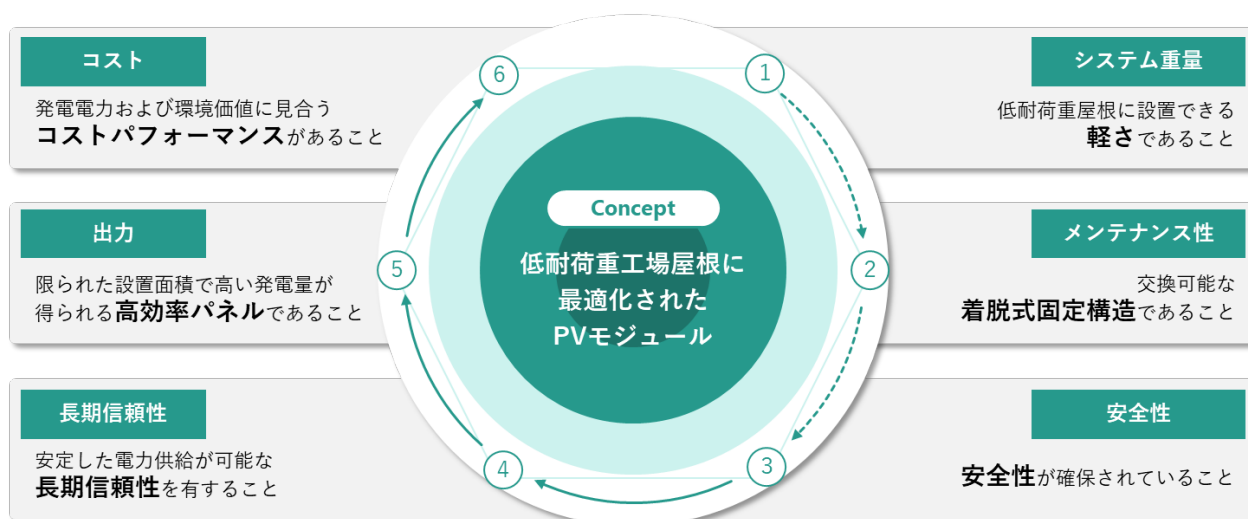 コスト
発電電力および環境価値に見合う
コストパフォーマンスがあること
出力
限られた設置面積で高い発電量が
得られる高効率パネルであること
長期信頼性
安定した電力供給が可能な
長期信頼性を有すること
6
1
5
2
4
3
Concept
低耐荷重工場屋根に
最適化された
PVモジュール
システム重量
低耐荷重屋根に設置できる
軽さであること
メンテナンス性
交換可能な
着脱式固定構造であること
安全性
安全性が確保されていること